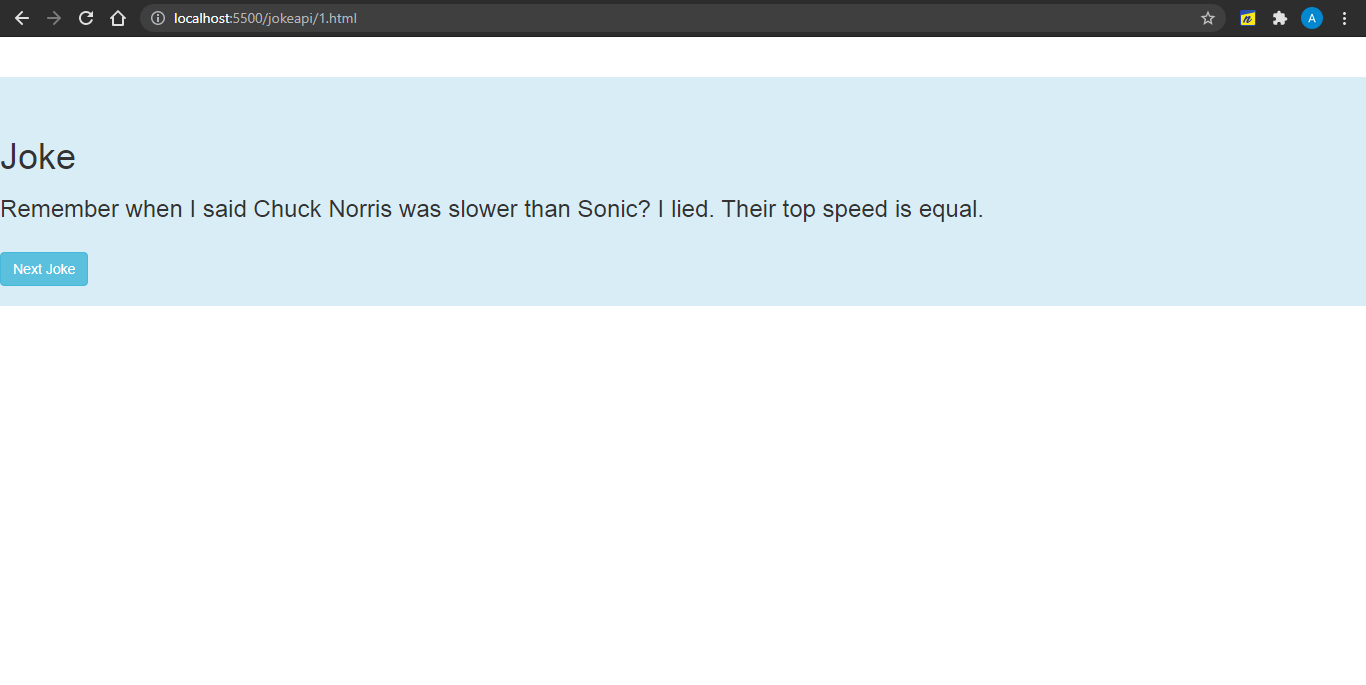 localhost:5500/jokeapi/1.html
A
Joke
Remember when I said Chuck Norris was slower than Sonic? I lied. Their top speed is equal.
Next Joke